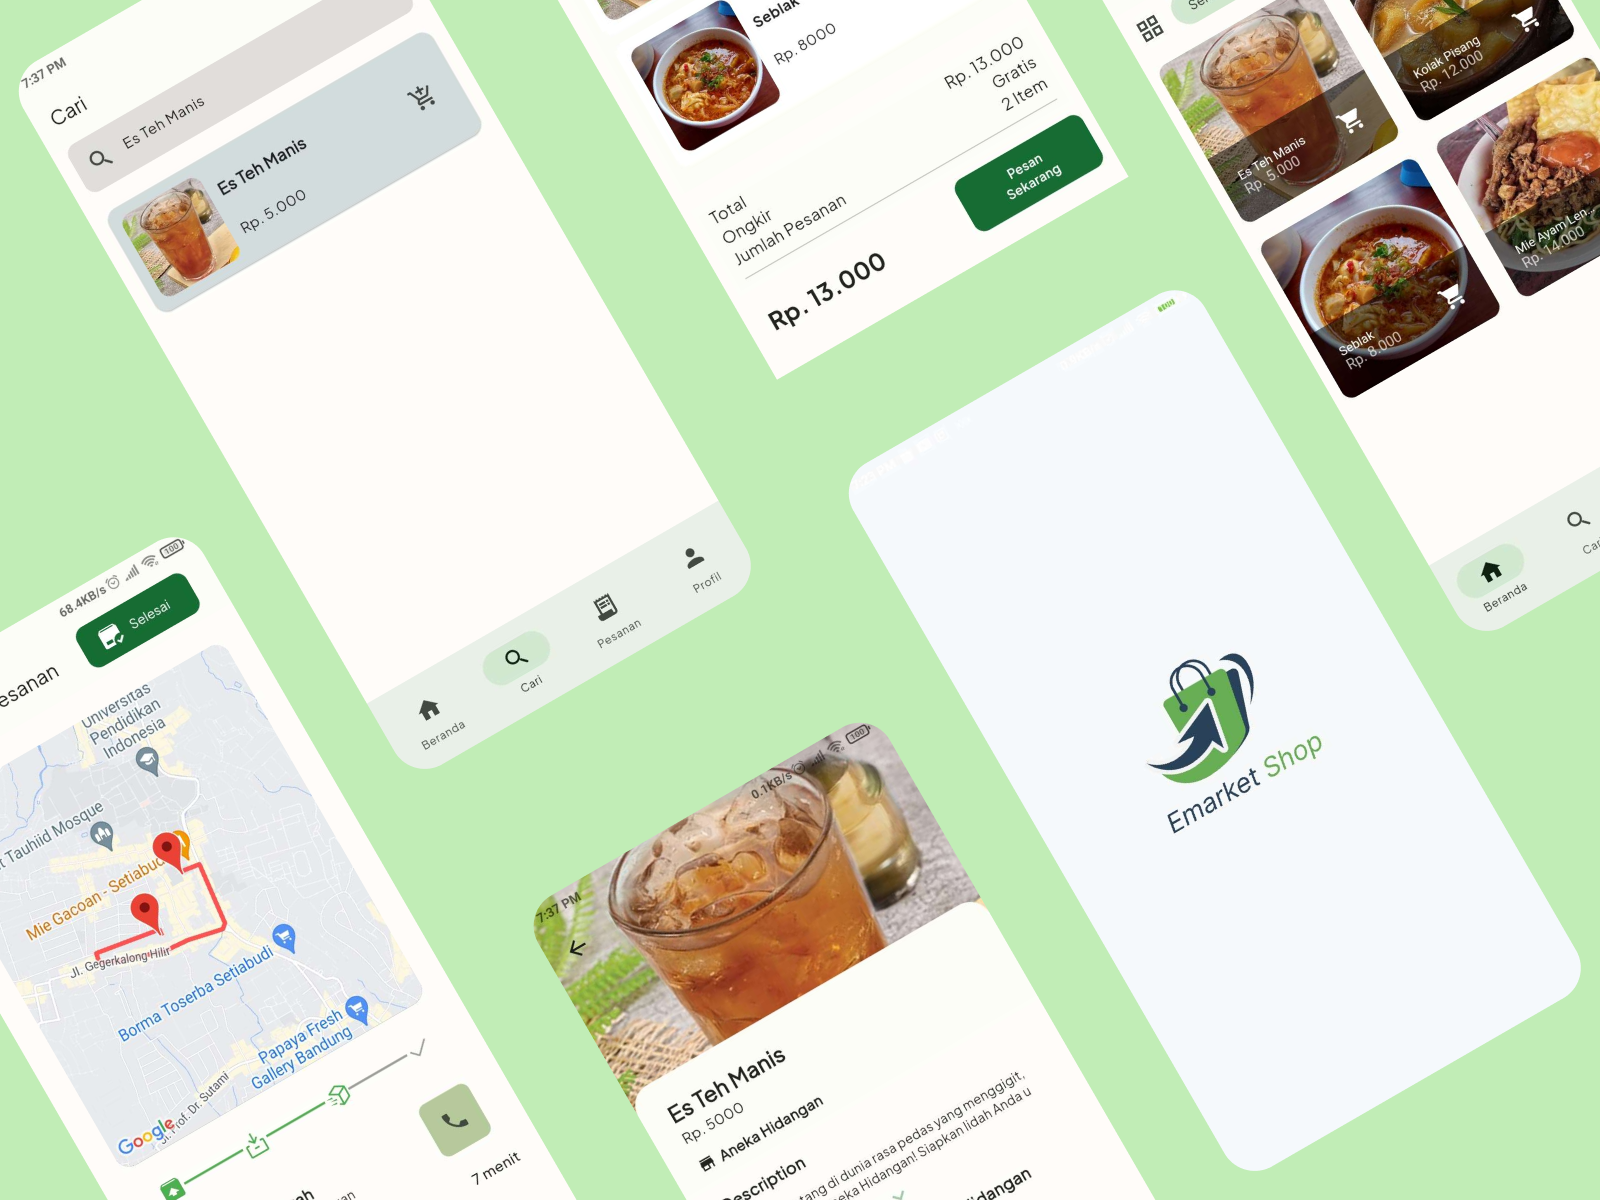 7:37 PM
Cari
Es Teh Manis
Es Teh Manis
Rp. 5.000
Beranda
Cari
Pesanan
Profil
Seblak
Rp. 8000
Total
Rp. 13.000
Ongkir
Gratis
Jumlah Pesanan
2 Item
Rp. 13.000
Pesan
Sekarang
Es Teh Manis
Rp. 5.000
Kolak Pisang
Rp. 12.000
Seblak
Rp. 8.000
Mie Ayam Len...
Rp. 14.000
Beranda
68.4KB/s
100
esanan
Selesai
Universitas
Pendidikan
Indonesia
t Tauhiid Mosque
Mie Gacoan - Setiabud
Jl. Gegerkalong Hilir
Borma Toserba Setiabudi
Papaya Fresh
Gallery Bandung
Jl. Prof. Dr. Sutami
Google
7 menit
7:37 PM
0.1KB/s
100
Es Teh Manis
Rp. 5000
Aneka Hidangan
Description
tang di dunia rasa pedas yang menggigit,
eka Hidangan! Siapkan lidah Anda u
idangan
Emarket Shop